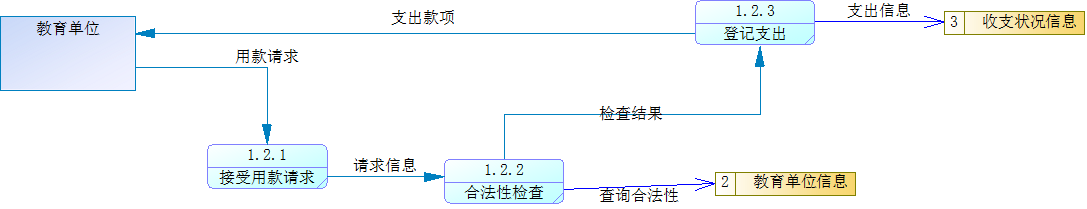 支出款项
1.2.3
登记支出
支出信息
3 收支状况信息
教育单位
用款请求
检查结果
1.2.1
接受用款请求
请求信息
1.2.2
合法性检查
查询合法性
2 教育单位信息